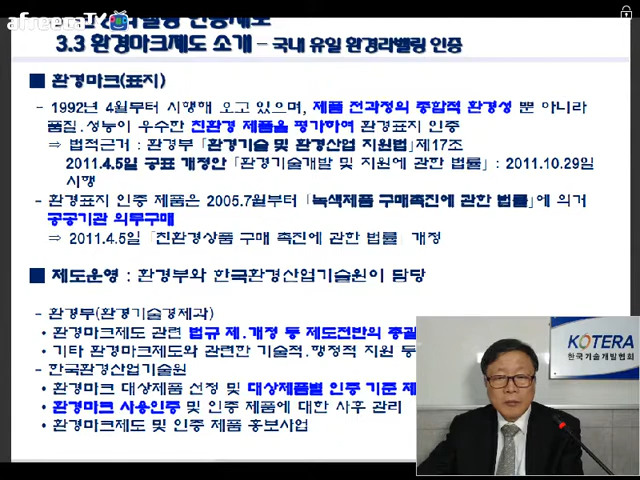 afreecaTV
환경라벨링 인증제도
3.3 환경마크제도 소개 – 국내 유일 환경라벨링 인증
■ 환경마크(표지)
- 1992년 4월부터 시행해 오고 있으며, 제품 전과정의 종합적 환경성 뿐 아니라
품질·성능이 우수한 친환경 제품을 평가하여 환경표지 인증
⇒ 법적근거 : 환경부 「환경기술 및 환경산업 지원법」제17조
2011.4.5일 공표 개정안 「환경기술개발 및 지원에 관한 법률」 : 2011.10.29일
시행
- 환경표지 인증 제품은 2005.7월부터 「녹색제품 구매촉진에 관한 법률」에 의거
공공기관 의무구매
⇒ 2011.4.5일 「친환경상품 구매 촉진에 관한 법률」 개정
■ 제도운영 : 환경부와 한국환경산업기술원이 담당
- 환경부(환경기술경제과)
• 환경마크제도 관련 법규 제·개정 등 제도전반의 총괄
• 기타 환경마크제도와 관련한 기술적·행정적 지원 등
- 한국환경산업기술원
• 환경마크 대상제품 선정 및 대상제품별 인증 기준 제
• 환경마크 사용인증 및 인증 제품에 대한 사후 관리
• 환경마크제도 및 인증 제품 홍보사업
KOTERA
한국기술개발협회